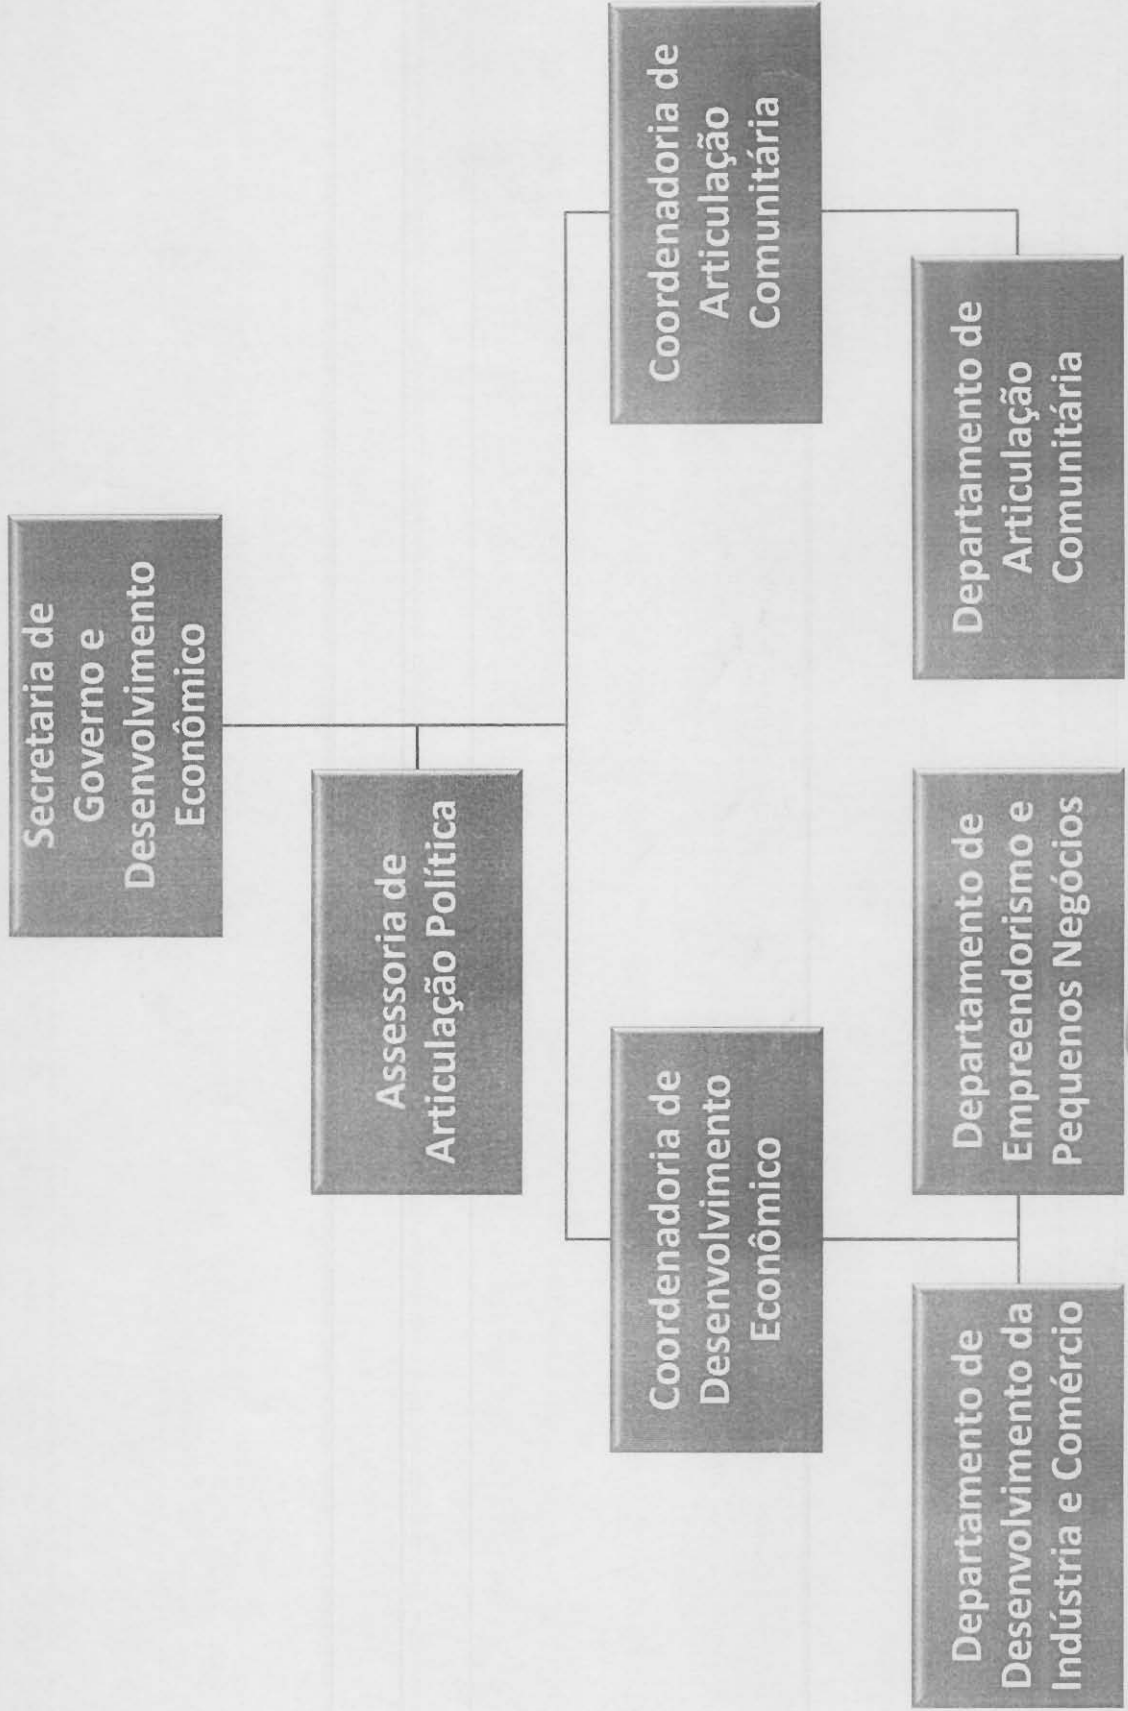 Secretaria de
Governo e
Desenvolvimento
Econômico
Assessoria de
Articulação Política
Coordenadoria de
Desenvolvimento
Econômico
Coordenadoria de
Articulação
Comunitária
Departamento de
Desenvolvimento da
Indústria e Comércio
Departamento de
Empreendorismo e
Pequenos Negócios
Departamento de
Articulação
Comunitária